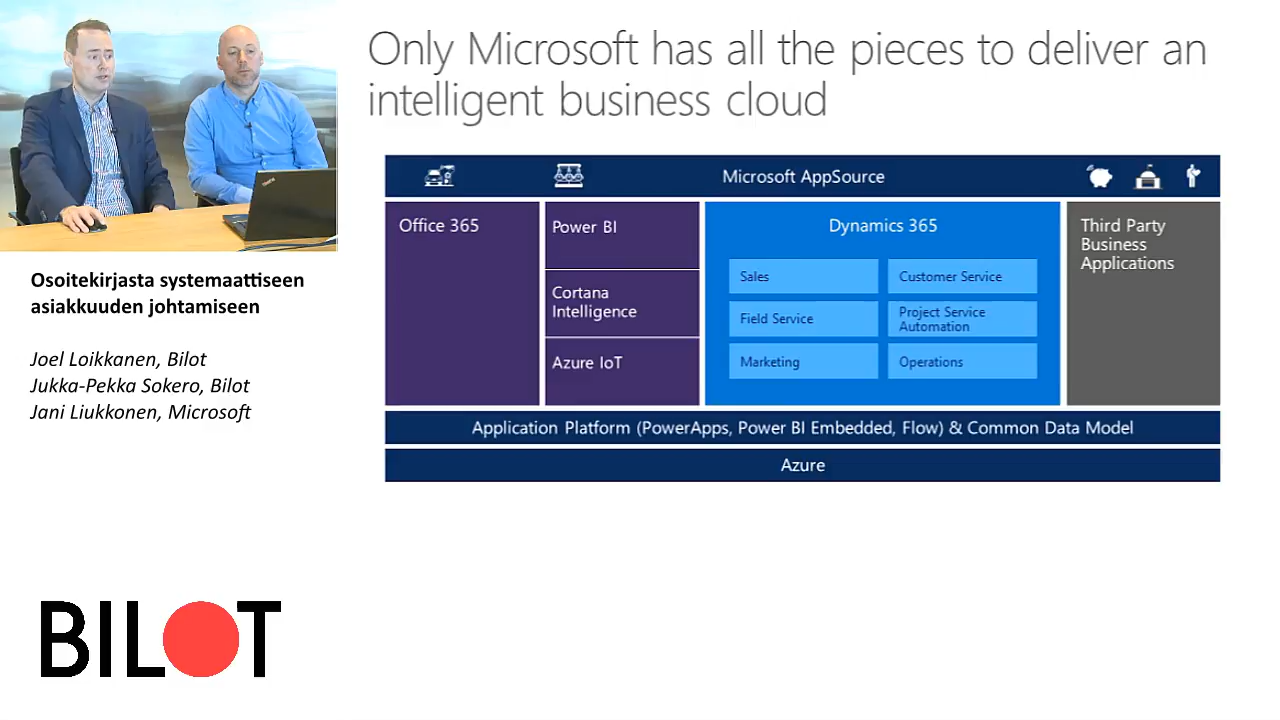 Only Microsoft has all the pieces to deliver an
intelligent business cloud
Microsoft AppSource
Office 365
Power BI
Cortana
Intelligence
Azure IoT
Dynamics 365
Sales
Customer Service
Field Service
Project Service
Automation
Marketing
Operations
Third Party
Business
Applications
Application Platform (PowerApps, Power BI Embedded, Flow) & Common Data Model
Azure
Osoitekirjasta systemaattiseen
asiakkuuden johtamiseen
Joel Loikkanen, Bilot
Jukka-Pekka Sokero, Bilot
Jani Liukkonen, Microsoft
BILOT